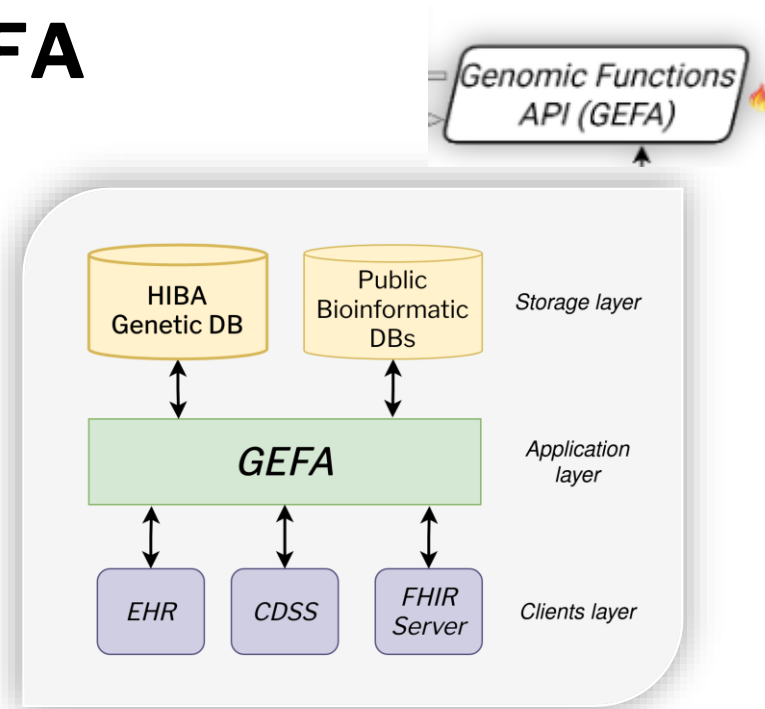 FA
Genomic Functions
API (GEFA)
HIBA
Genetic DB
Public
Bioinformatic
DBs
Storage layer
GEFA
Application
layer
EHR
CDSS
FHIR
Server
Clients layer